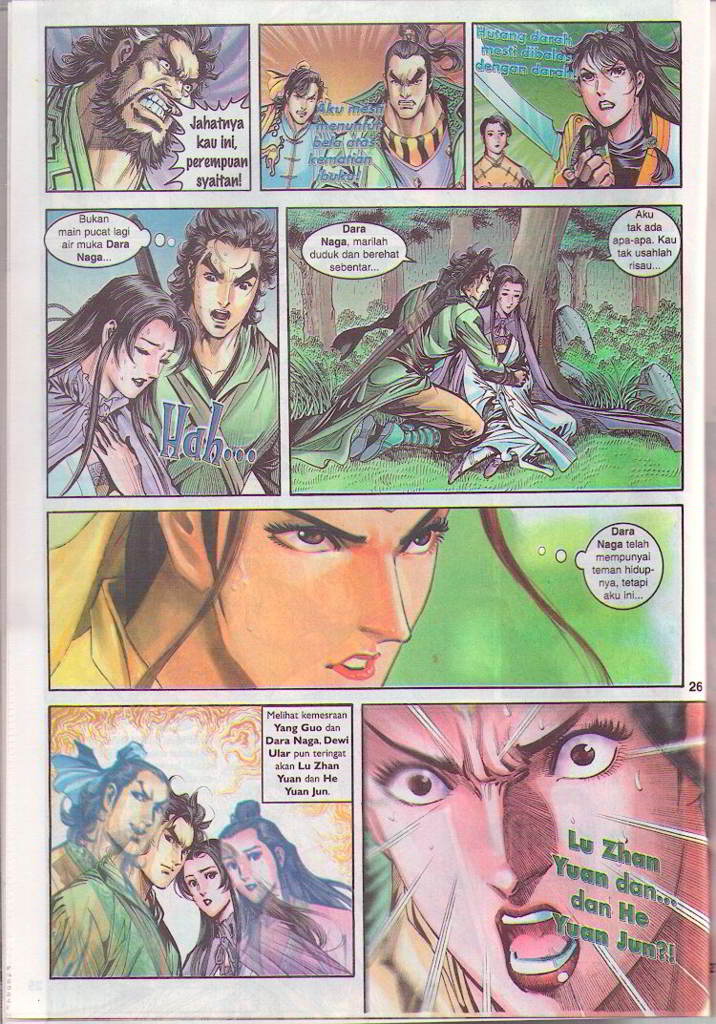 Jahatnya
kau ini,
perempuan
syaitan!
Aku mesti
menuntut
bela atas
kematian
ibuku!
Hutang darah
mesti dibalas
dengan darah!
Bukan
main pucat lagi
air muka Dara
Naga...
Hah...
Dara
Naga, marilah
duduk dan berehat
sebentar...
Aku
tak ada
apa-apa. Kau
tak usahlah
risau...
Dara
Naga telah
mempunyai
teman hidup-
nya, tetapi
aku ini...
26
Melihat kemesraan
Yang Guo dan
Dara Naga, Dewi
Ular pun teringat
akan Lu Zhan
Yuan dan He
Yuan Jun.
Lu Zhan
Yuan dan...
dan He
Yuan Jun?!